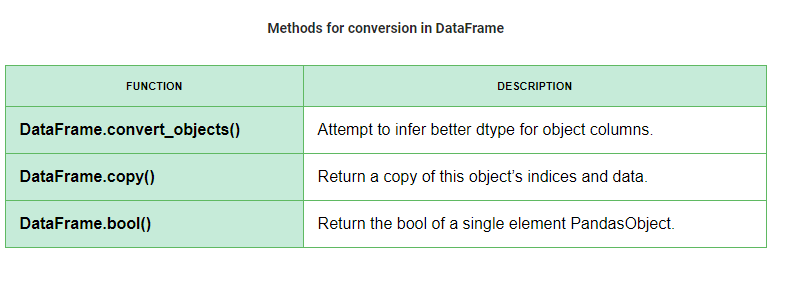 Methods for conversion in DataFrame
FUNCTION DESCRIPTION
DataFrame.convert_objects() Attempt to infer better dtype for object columns.
DataFrame.copy() Return a copy of this object’s indices and data.
DataFrame.bool() Return the bool of a single element PandasObject.